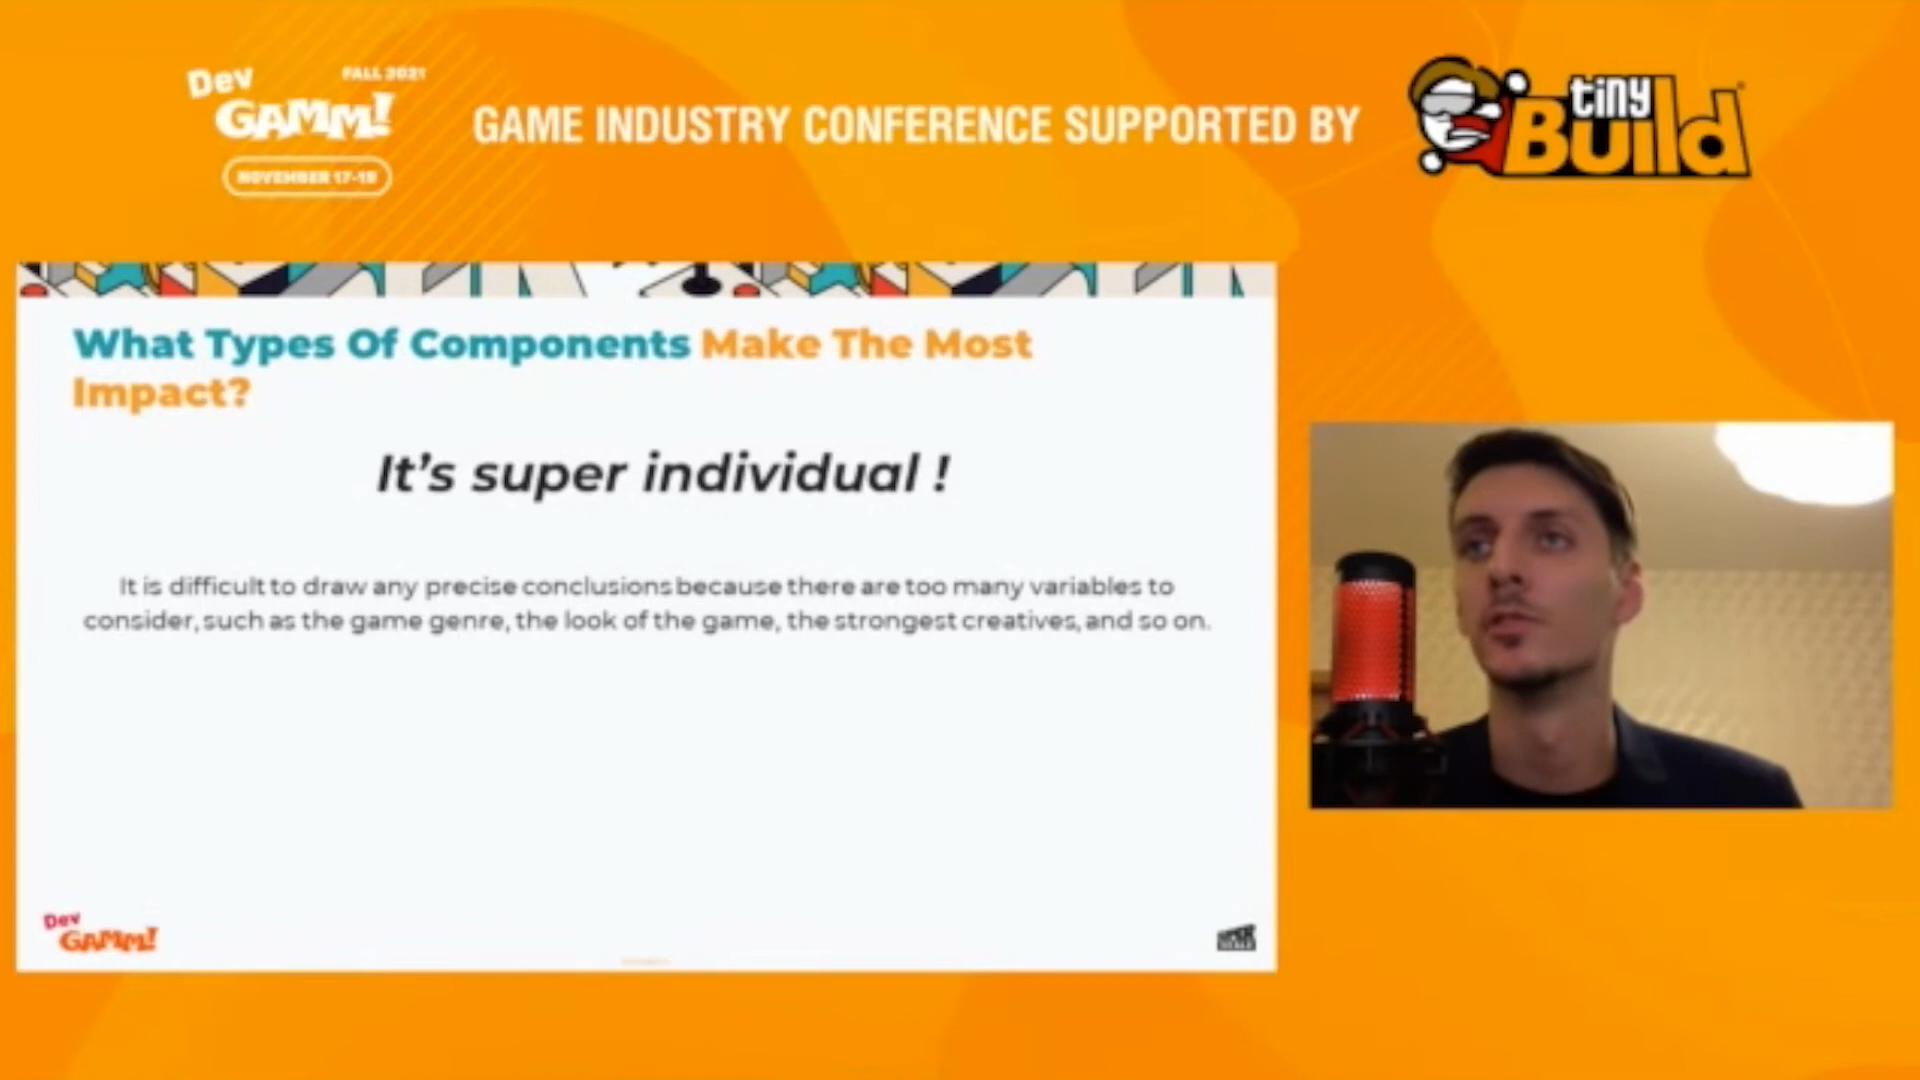 Dev
GAMM!
FALL 2021
NOVEMBER 17-19
GAME INDUSTRY CONFERENCE SUPPORTED BY
tiny
Build
What Types Of Components Make The Most
Impact?
It's super individual !
It is difficult to draw any precise conclusions because there are too many variables to
consider, such as the game genre, the look of the game, the strongest creatives, and so on.
Dev
GAMM!
SUPER
SCALE